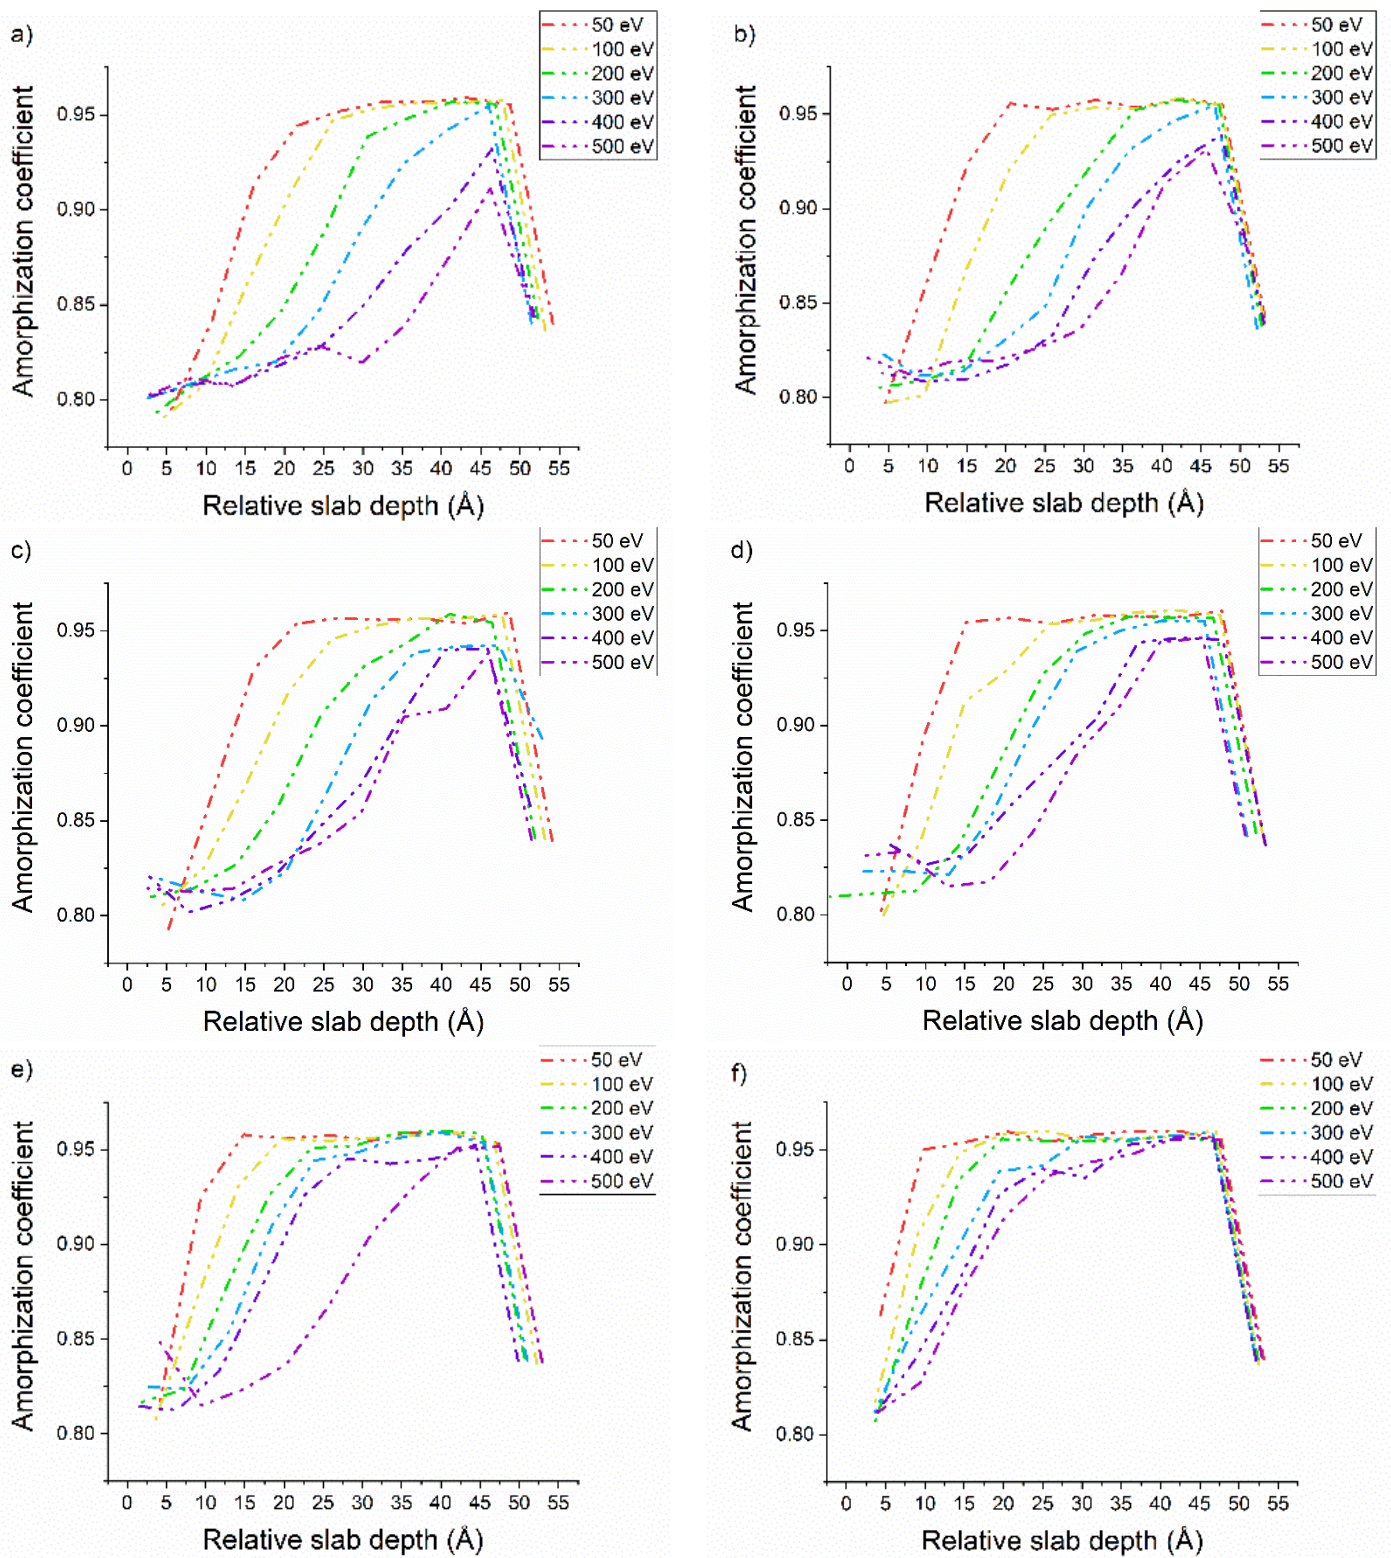 a)
50 eV
100 eV
200 eV
300 eV
400 eV
500 eV
Amorphization coefficient
0.95
0.90
0.85
0.80
0 5 10 15 20 25 30 35 40 45 50 55
Relative slab depth (Å)
b)
50 eV
100 eV
200 eV
300 eV
400 eV
500 eV
Amorphization coefficient
0.95
0.90
0.85
0.80
0 5 10 15 20 25 30 35 40 45 50 55
Relative slab depth (Å)
c)
50 eV
100 eV
200 eV
300 eV
400 eV
500 eV
Amorphization coefficient
0.95
0.90
0.85
0.80
0 5 10 15 20 25 30 35 40 45 50 55
Relative slab depth (Å)
d)
50 eV
100 eV
200 eV
300 eV
400 eV
500 eV
Amorphization coefficient
0.95
0.90
0.85
0.80
0 5 10 15 20 25 30 35 40 45 50 55
Relative slab depth (Å)
e)
50 eV
100 eV
200 eV
300 eV
400 eV
500 eV
Amorphization coefficient
0.95
0.90
0.85
0.80
0 5 10 15 20 25 30 35 40 45 50 55
Relative slab depth (Å)
f)
50 eV
100 eV
200 eV
300 eV
400 eV
500 eV
Amorphization coefficient
0.95
0.90
0.85
0.80
0 5 10 15 20 25 30 35 40 45 50 55
Relative slab depth (Å)